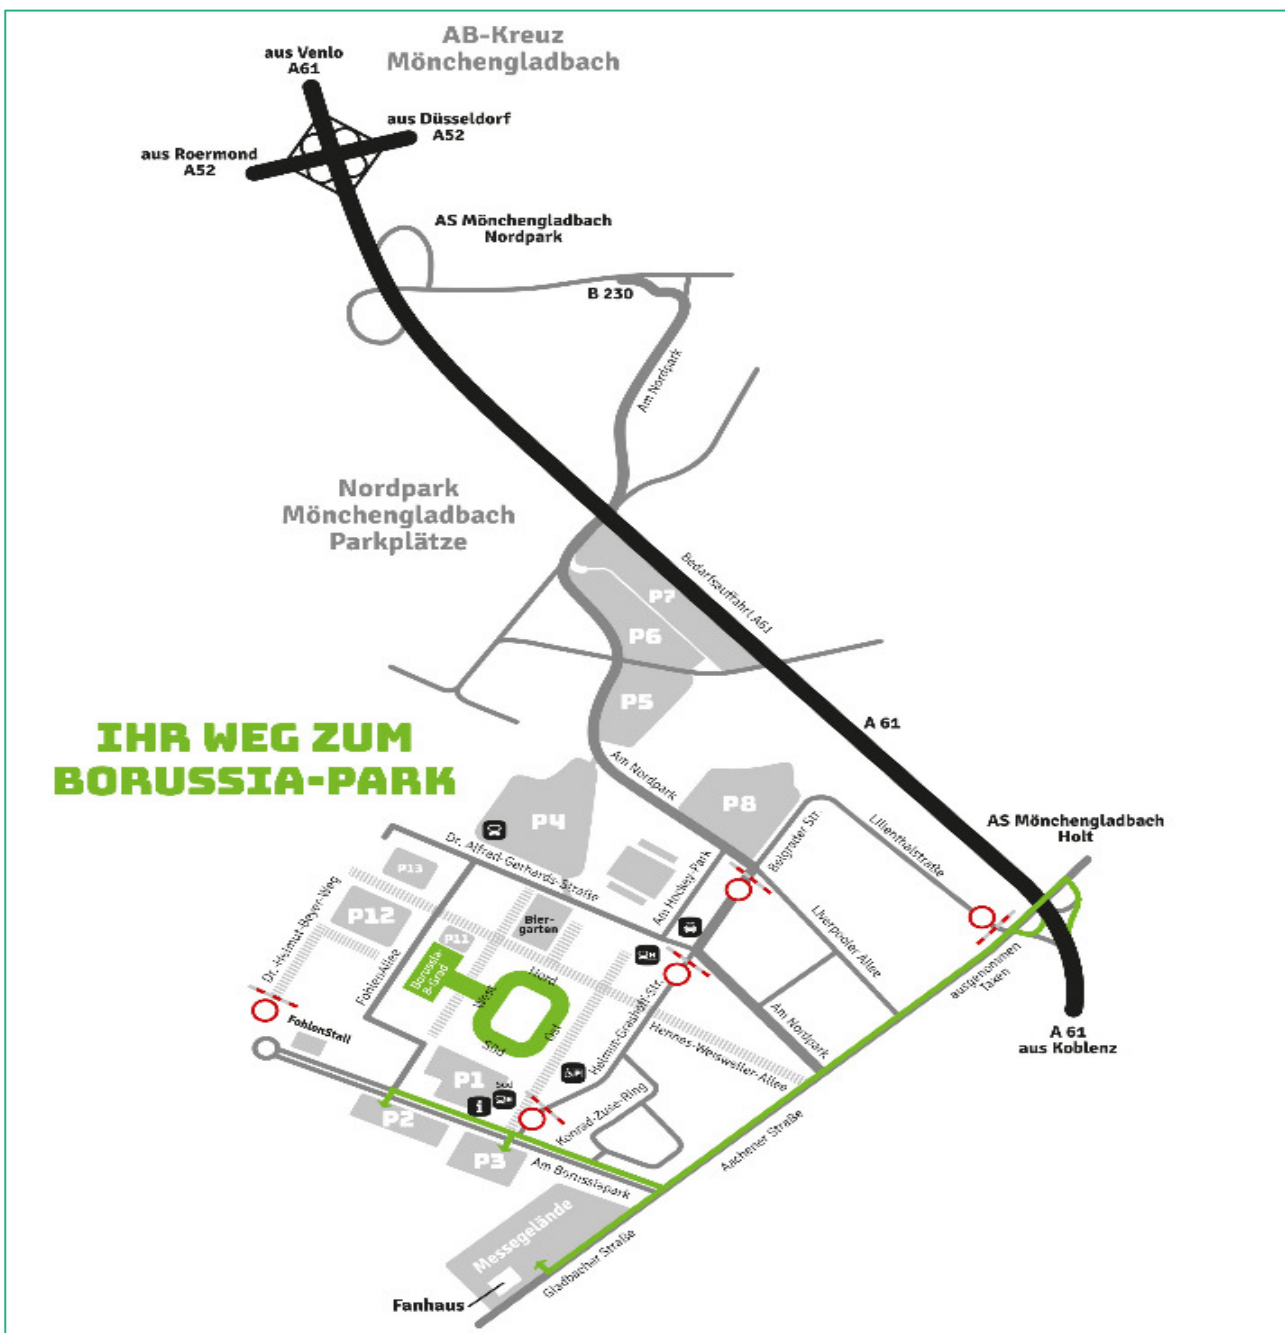 AB-Kreuz
Mönchengladbach
aus Venlo
A61
aus Düsseldorf
A52
aus Roermond
A52
AS Mönchengladbach
Nordpark
B 230
Am Nordpark
Nordpark
Mönchengladbach
Parkplätze
Bedarfsauffahrt A61
P7
P6
P5
A 61
IHR WEG ZUM
BORUSSIA-PARK
Am Nordpark
P8
P4
Belgrader Str.
Lilienthalstraße
AS Mönchengladbach
Holt
Dr. Alfred-Gerhards-Straße
Am Hockey-Park
P13
P12
Dr.-Helmut-Beyer-Weg
Bier-
garten
Liverpooler Allee
P11
FohlenAllee
Borussia-
8-Grad
Nord
West
Ost
Süd
ausgenommen
Taxen
Am Nordpark
Hennes-Weisweiler-Allee
A 61
aus Koblenz
FohlenStall
P1
Süd
i
Konrad-Zuse-Ring
P2
P3
Am Borussiapark
Aachener Straße
Messegelände
Gladbacher Straße
Fanhaus